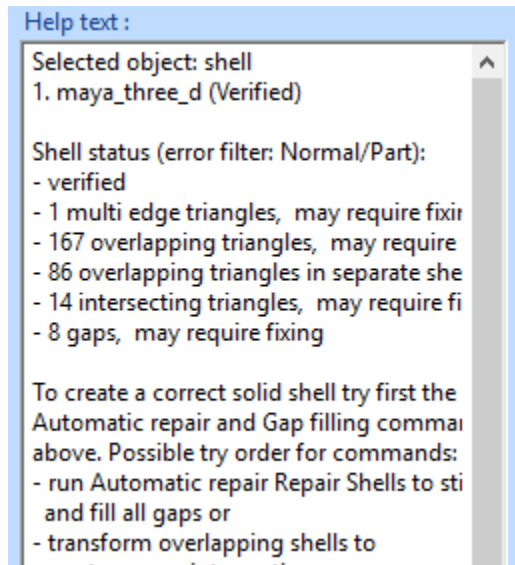 Help text :
Selected object: shell
1. maya_three_d (Verified)
Shell status (error filter: Normal/Part):
- verified
- 1 multi edge triangles, may require fixin
- 167 overlapping triangles, may require
- 86 overlapping triangles in separate she
- 14 intersecting triangles, may require fi
- 8 gaps, may require fixing
To create a correct solid shell try first the
Automatic repair and Gap filling comman
above. Possible try order for commands:
- run Automatic repair Repair Shells to sti
and fill all gaps or
- transform overlapping shells to